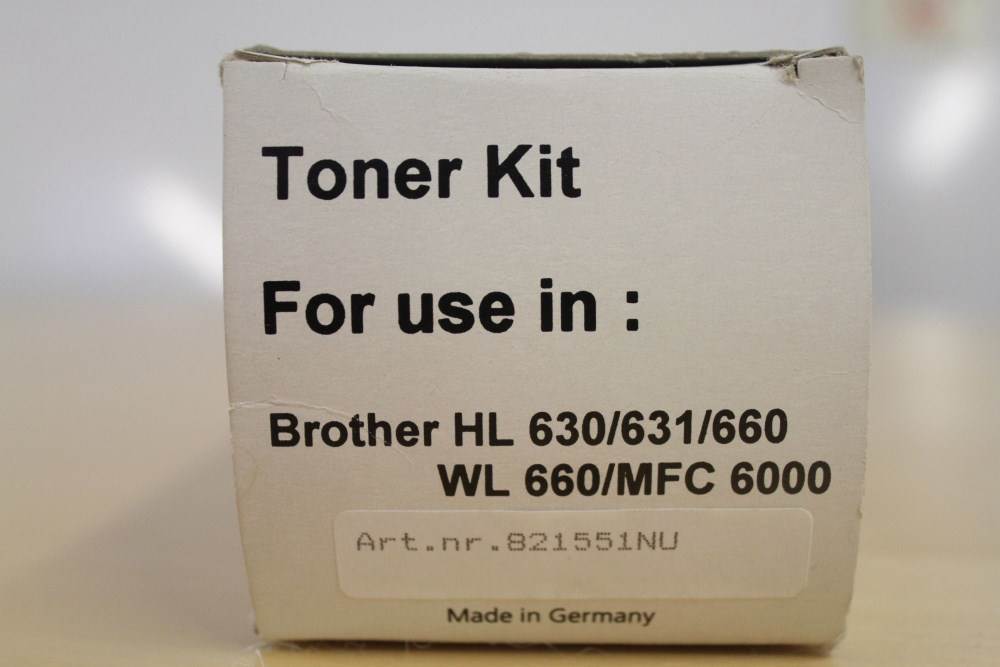 Toner Kit
For use in :
Brother HL 630/631/660
WL 660/MFC 6000
Art.nr.821551NU
Made in Germany